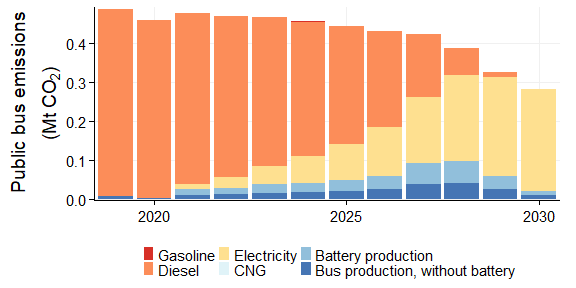 Public bus emissions
(Mt CO₂)
0.4
0.3
0.2
0.1
0.0
2020
2025
2030
Gasoline
Electricity
Battery production
Diesel
CNG
Bus production, without battery